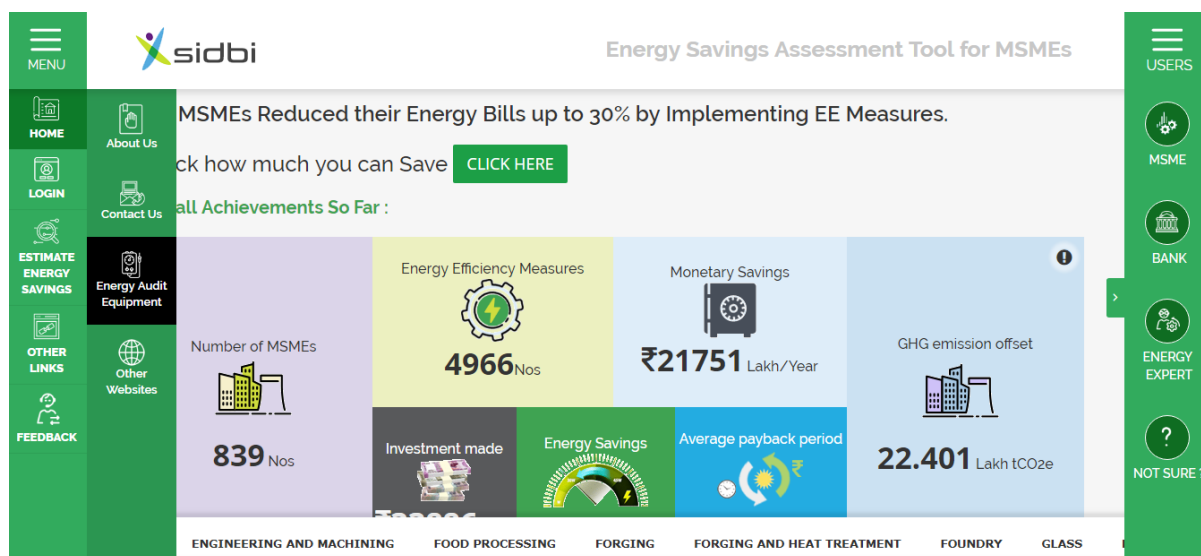 MENU
sidbi
Energy Savings Assessment Tool for MSMEs
USERS
HOME
LOGIN
ESTIMATE
ENERGY
SAVINGS
OTHER
LINKS
FEEDBACK
About Us
Contact Us
Energy Audit
Equipment
Other
Websites
MSMEs Reduced their Energy Bills up to 30% by Implementing EE Measures.
ck how much you can Save CLICK HERE
all Achievements So Far :
Number of MSMEs
839 Nos
Energy Efficiency Measures
4966 Nos
Monetary Savings
₹21751 Lakh/Year
GHG emission offset
22.401 Lakh tCO2e
Investment made
Energy Savings
Average payback period
₹
MSME
BANK
ENERGY
EXPERT
?
NOT SURE ?
ENGINEERING AND MACHINING FOOD PROCESSING FORGING FORGING AND HEAT TREATMENT FOUNDRY GLASS